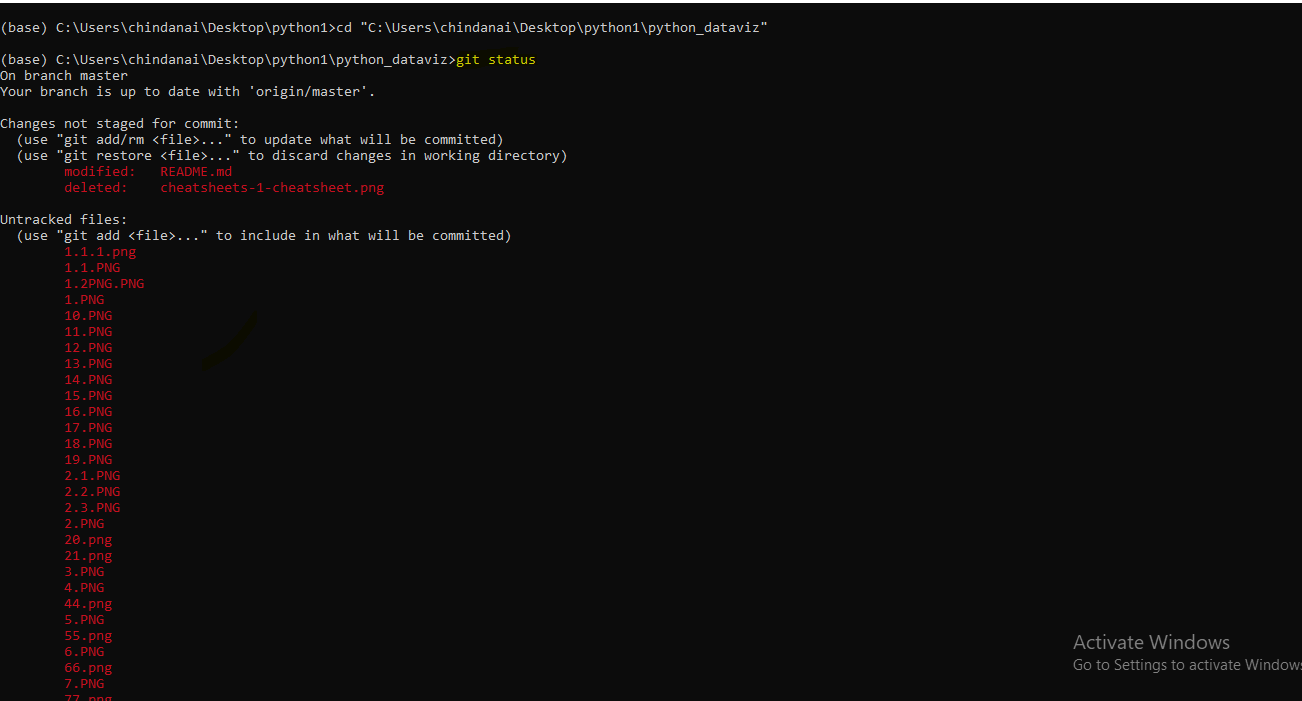 (base) C:\Users\chindanai\Desktop\python1>cd "C:\Users\chindanai\Desktop\python1\python_dataviz"
(base) C:\Users\chindanai\Desktop\python1\python_dataviz>git status
On branch master
Your branch is up to date with 'origin/master'.
Changes not staged for commit:
  (use "git add/rm <file>..." to update what will be committed)
  (use "git restore <file>..." to discard changes in working directory)
        modified:   README.md
        deleted:    cheatsheets-1-cheatsheet.png
Untracked files:
  (use "git add <file>..." to include in what will be committed)
        1.1.1.png
        1.1.PNG
        1.2PNG.PNG
        1.PNG
        10.PNG
        11.PNG
        12.PNG
        13.PNG
        14.PNG
        15.PNG
        16.PNG
        17.PNG
        18.PNG
        19.PNG
        2.1.PNG
        2.2.PNG
        2.3.PNG
        2.PNG
        20.png
        21.png
        3.PNG
        4.PNG
        44.png
        5.PNG
        55.png
        6.PNG
        66.png
        7.PNG
        77.png
Activate Windows
Go to Settings to activate Windows